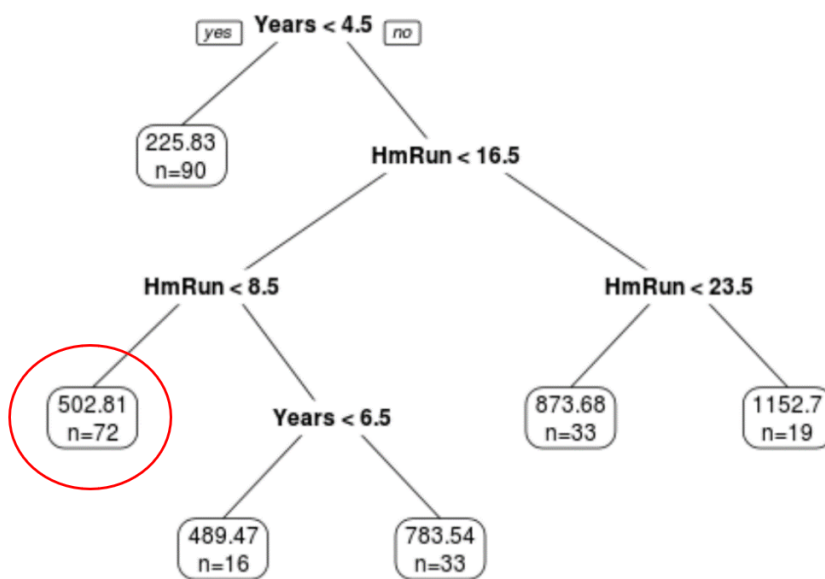 yes Years < 4.5 no
225.83
n=90
HmRun < 16.5
HmRun < 8.5
HmRun < 23.5
502.81
n=72
Years < 6.5
873.68
n=33
1152.7
n=19
489.47
n=16
783.54
n=33